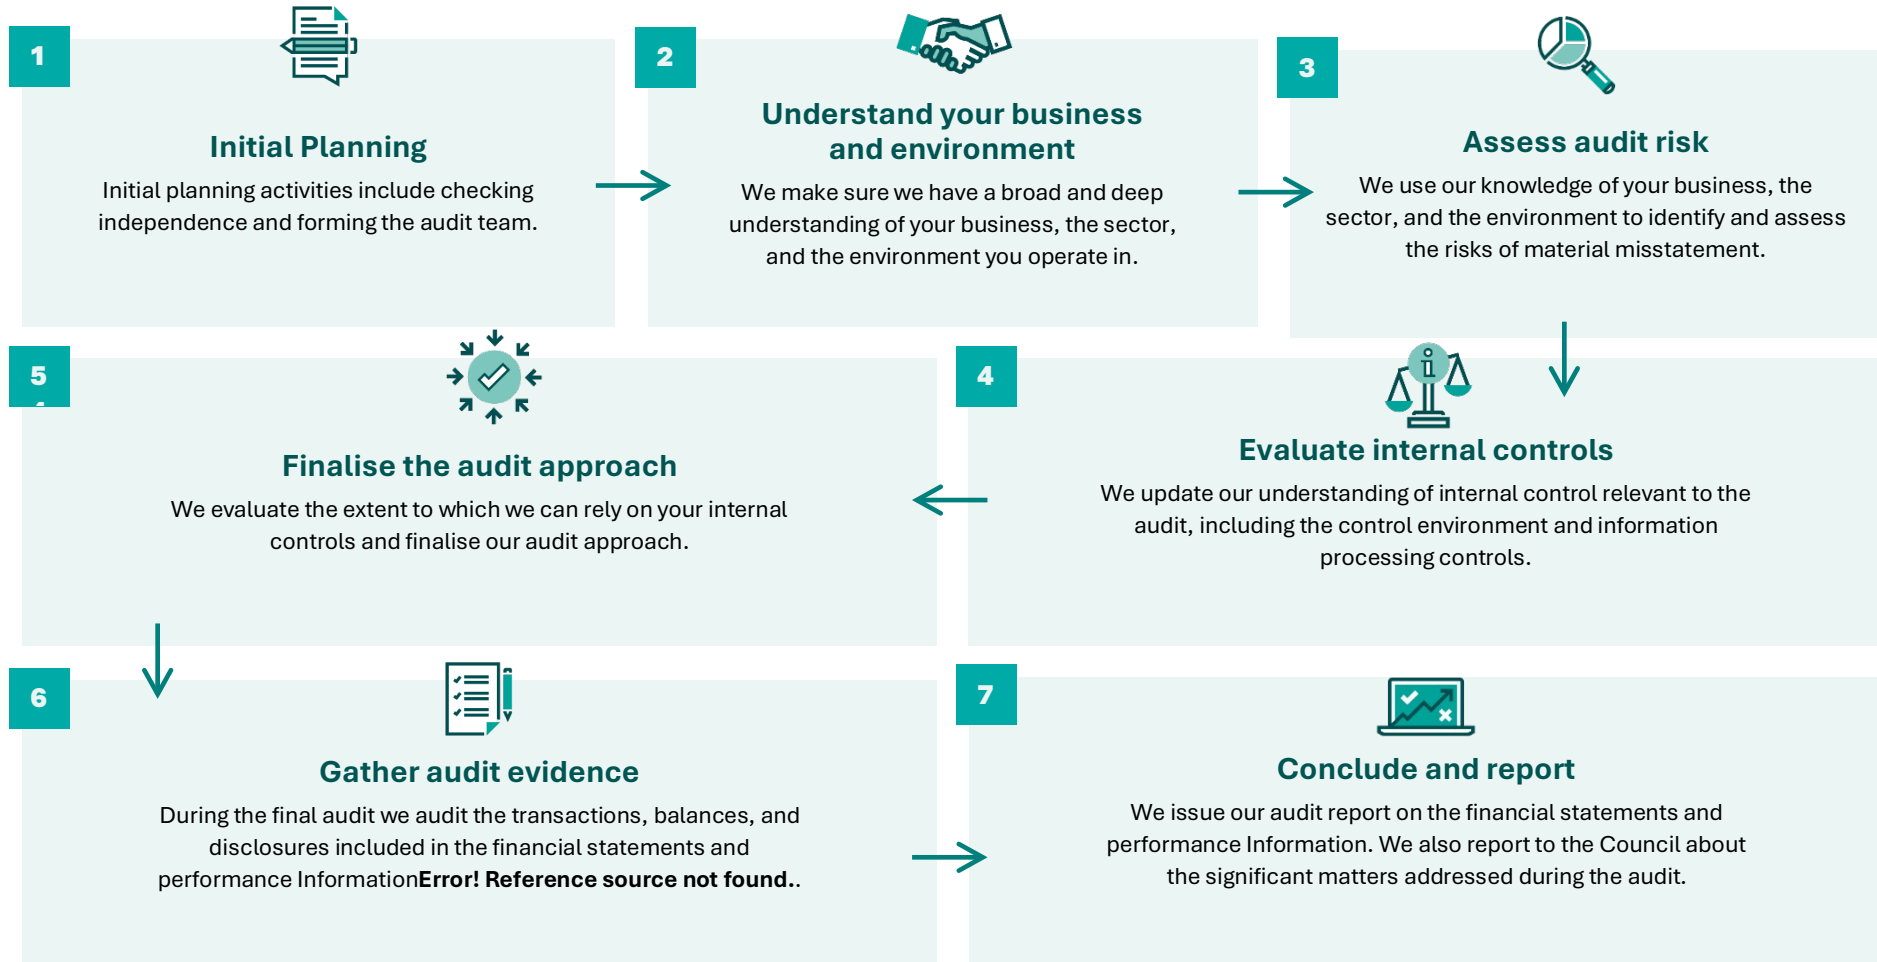 1
Initial Planning
Initial planning activities include checking
independence and forming the audit team.
2
Understand your business
and environment
We make sure we have a broad and deep
understanding of your business, the sector,
and the environment you operate in.
3
Assess audit risk
We use our knowledge of your business, the
sector, and the environment to identify and assess
the risks of material misstatement.
4
i
Evaluate internal controls
We update our understanding of internal control relevant to the
audit, including the control environment and information
processing controls.
5
Finalise the audit approach
We evaluate the extent to which we can rely on your internal
controls and finalise our audit approach.
6
Gather audit evidence
During the final audit we audit the transactions, balances, and
disclosures included in the financial statements and
performance InformationError! Reference source not found..
7
Conclude and report
We issue our audit report on the financial statements and
performance Information. We also report to the Council about
the significant matters addressed during the audit.